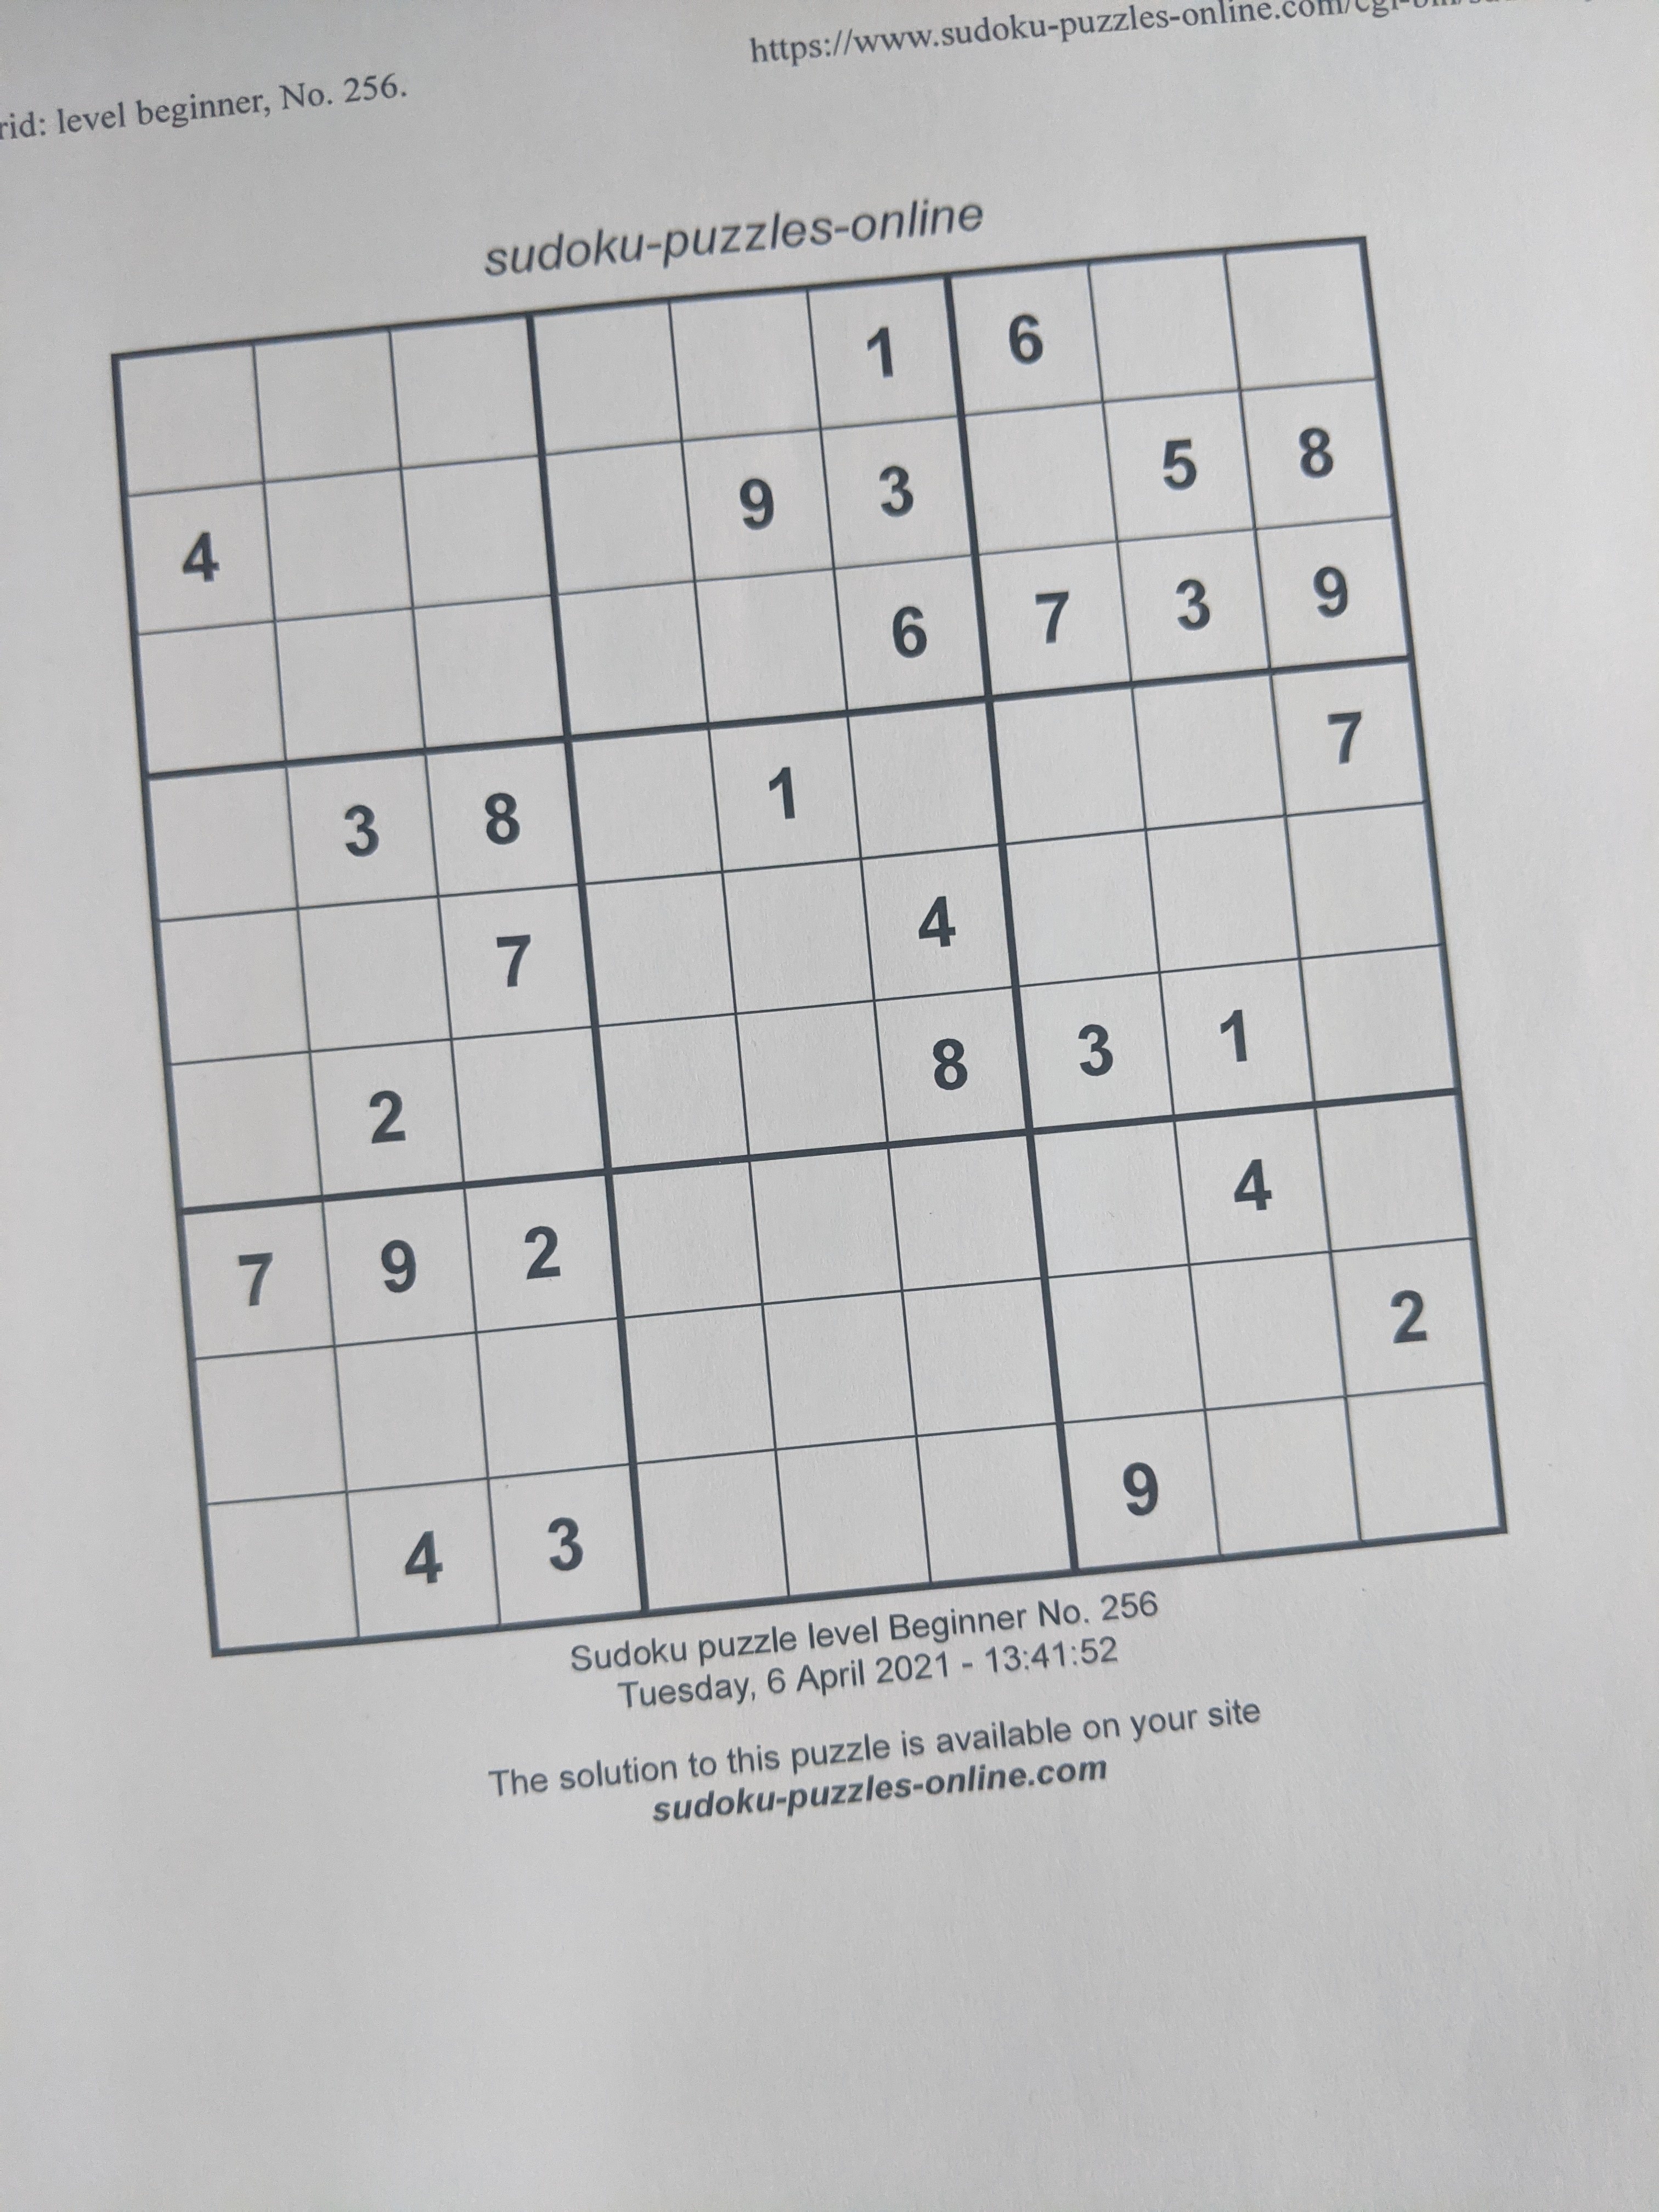 https://www.sudoku-puzzles-online.com/cgi-bin/
rid: level beginner, No. 256.
sudoku-puzzles-online
1 6
4 9 3 5 8
6 7 3 9
3 8 1 7
7 4
2 8 3 1
7 9 2 4
2
4 3 9
Sudoku puzzle level Beginner No. 256
Tuesday, 6 April 2021 - 13:41:52
The solution to this puzzle is available on your site
sudoku-puzzles-online.com